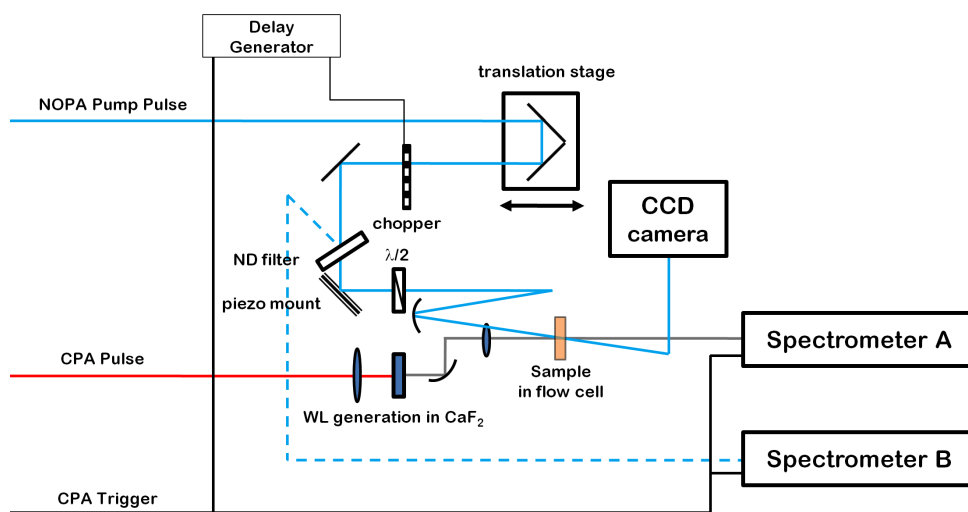 Delay
Generator
translation stage
NOPA Pump Pulse
CCD
camera
chopper
ND filter
λ/2
piezo mount
Spectrometer A
CPA Pulse
Sample
in flow cell
WL generation in CaF₂
Spectrometer B
CPA Trigger